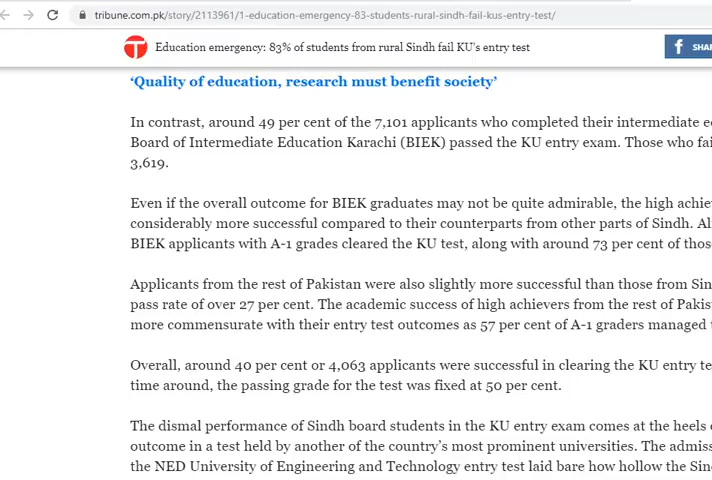 tribune.com.pk/story/2113961/1-education-emergency-83-students-rural-sindh-fail-kus-entry-test/
Education emergency: 83% of students from rural Sindh fail KU's entry test
f
‘Quality of education, research must benefit society’
In contrast, around 49 per cent of the 7,101 applicants who completed their intermediate
Board of Intermediate Education Karachi (BIEK) passed the KU entry exam. Those who
3,619.
Even if the overall outcome for BIEK graduates may not be quite admirable, the high
considerably more successful compared to their counterparts from other parts of Sindh.
BIEK applicants with A-1 grades cleared the KU test, along with around 73 per cent of
Applicants from the rest of Pakistan were also slightly more successful than those from
pass rate of over 27 per cent. The academic success of high achievers from the rest of
more commensurate with their entry test outcomes as 57 per cent of A-1 graders managed
Overall, around 40 per cent or 4,063 applicants were successful in clearing the KU entry
time around, the passing grade for the test was fixed at 50 per cent.
The dismal performance of Sindh board students in the KU entry exam comes at the heels
outcome in a test held by another of the country’s most prominent universities. The
the NED University of Engineering and Technology entry test laid bare how hollow the